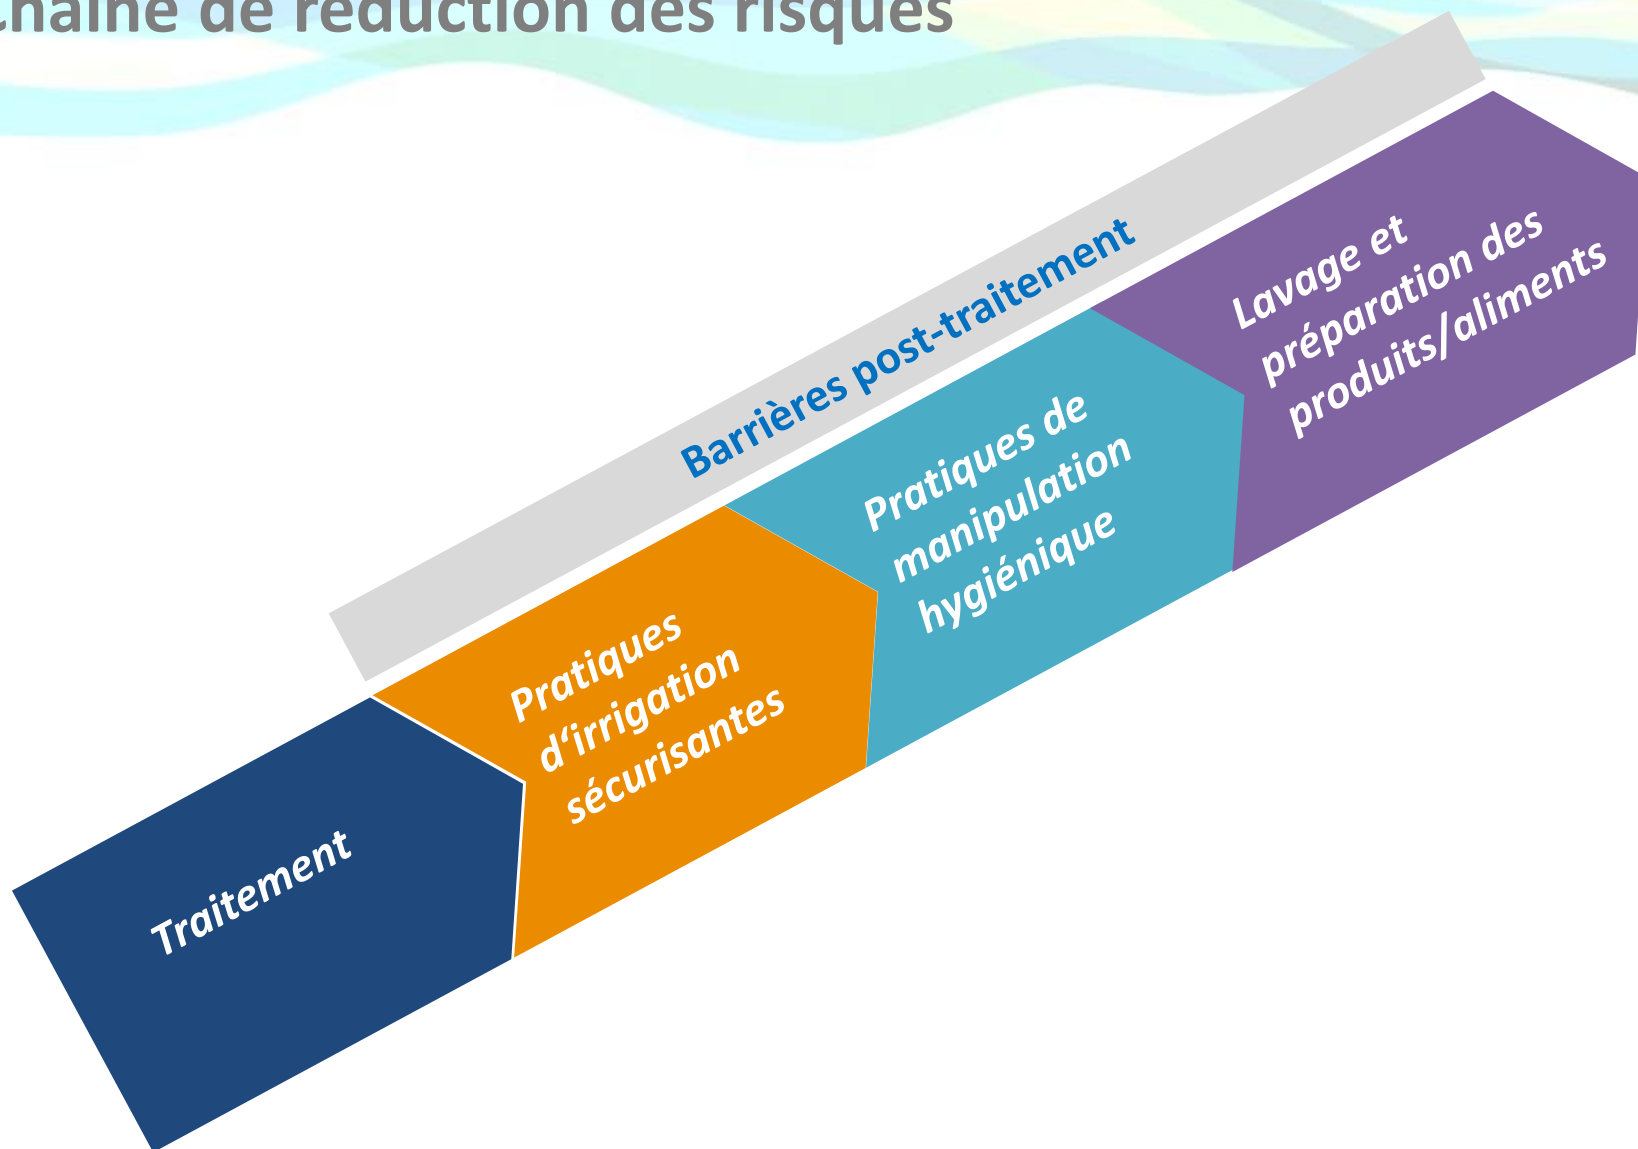 chaîne de réduction des risques
Barrières post-traitement
Traitement
Pratiques
d‘irrigation
sécurisantes
Pratiques de
manipulation
hygiénique
Lavage et
préparation des
produits/aliments